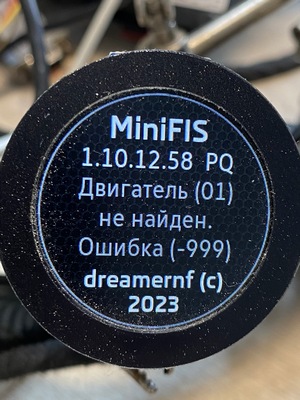 MiniFIS
1.10.12.58 PQ
Двигатель (01)
не найден.
Ошибка (-999)
dreamernf (c)
2023